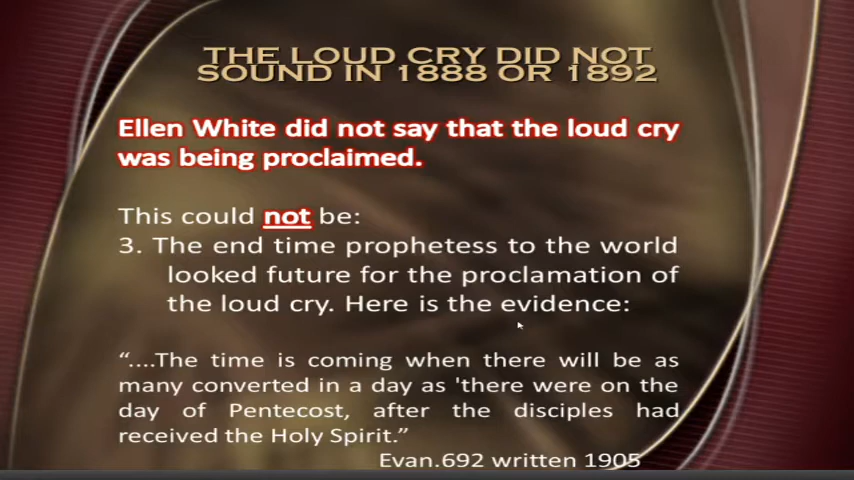 THE LOUD CRY DID NOT
SOUND IN 1888 OR 1892
Ellen White did not say that the loud cry
was being proclaimed.
This could not be:
3. The end time prophetess to the world
looked future for the proclamation of
the loud cry. Here is the evidence:
“....The time is coming when there will be as
many converted in a day as 'there were on the
day of Pentecost, after the disciples had
received the Holy Spirit.”
Evan.692 written 1905